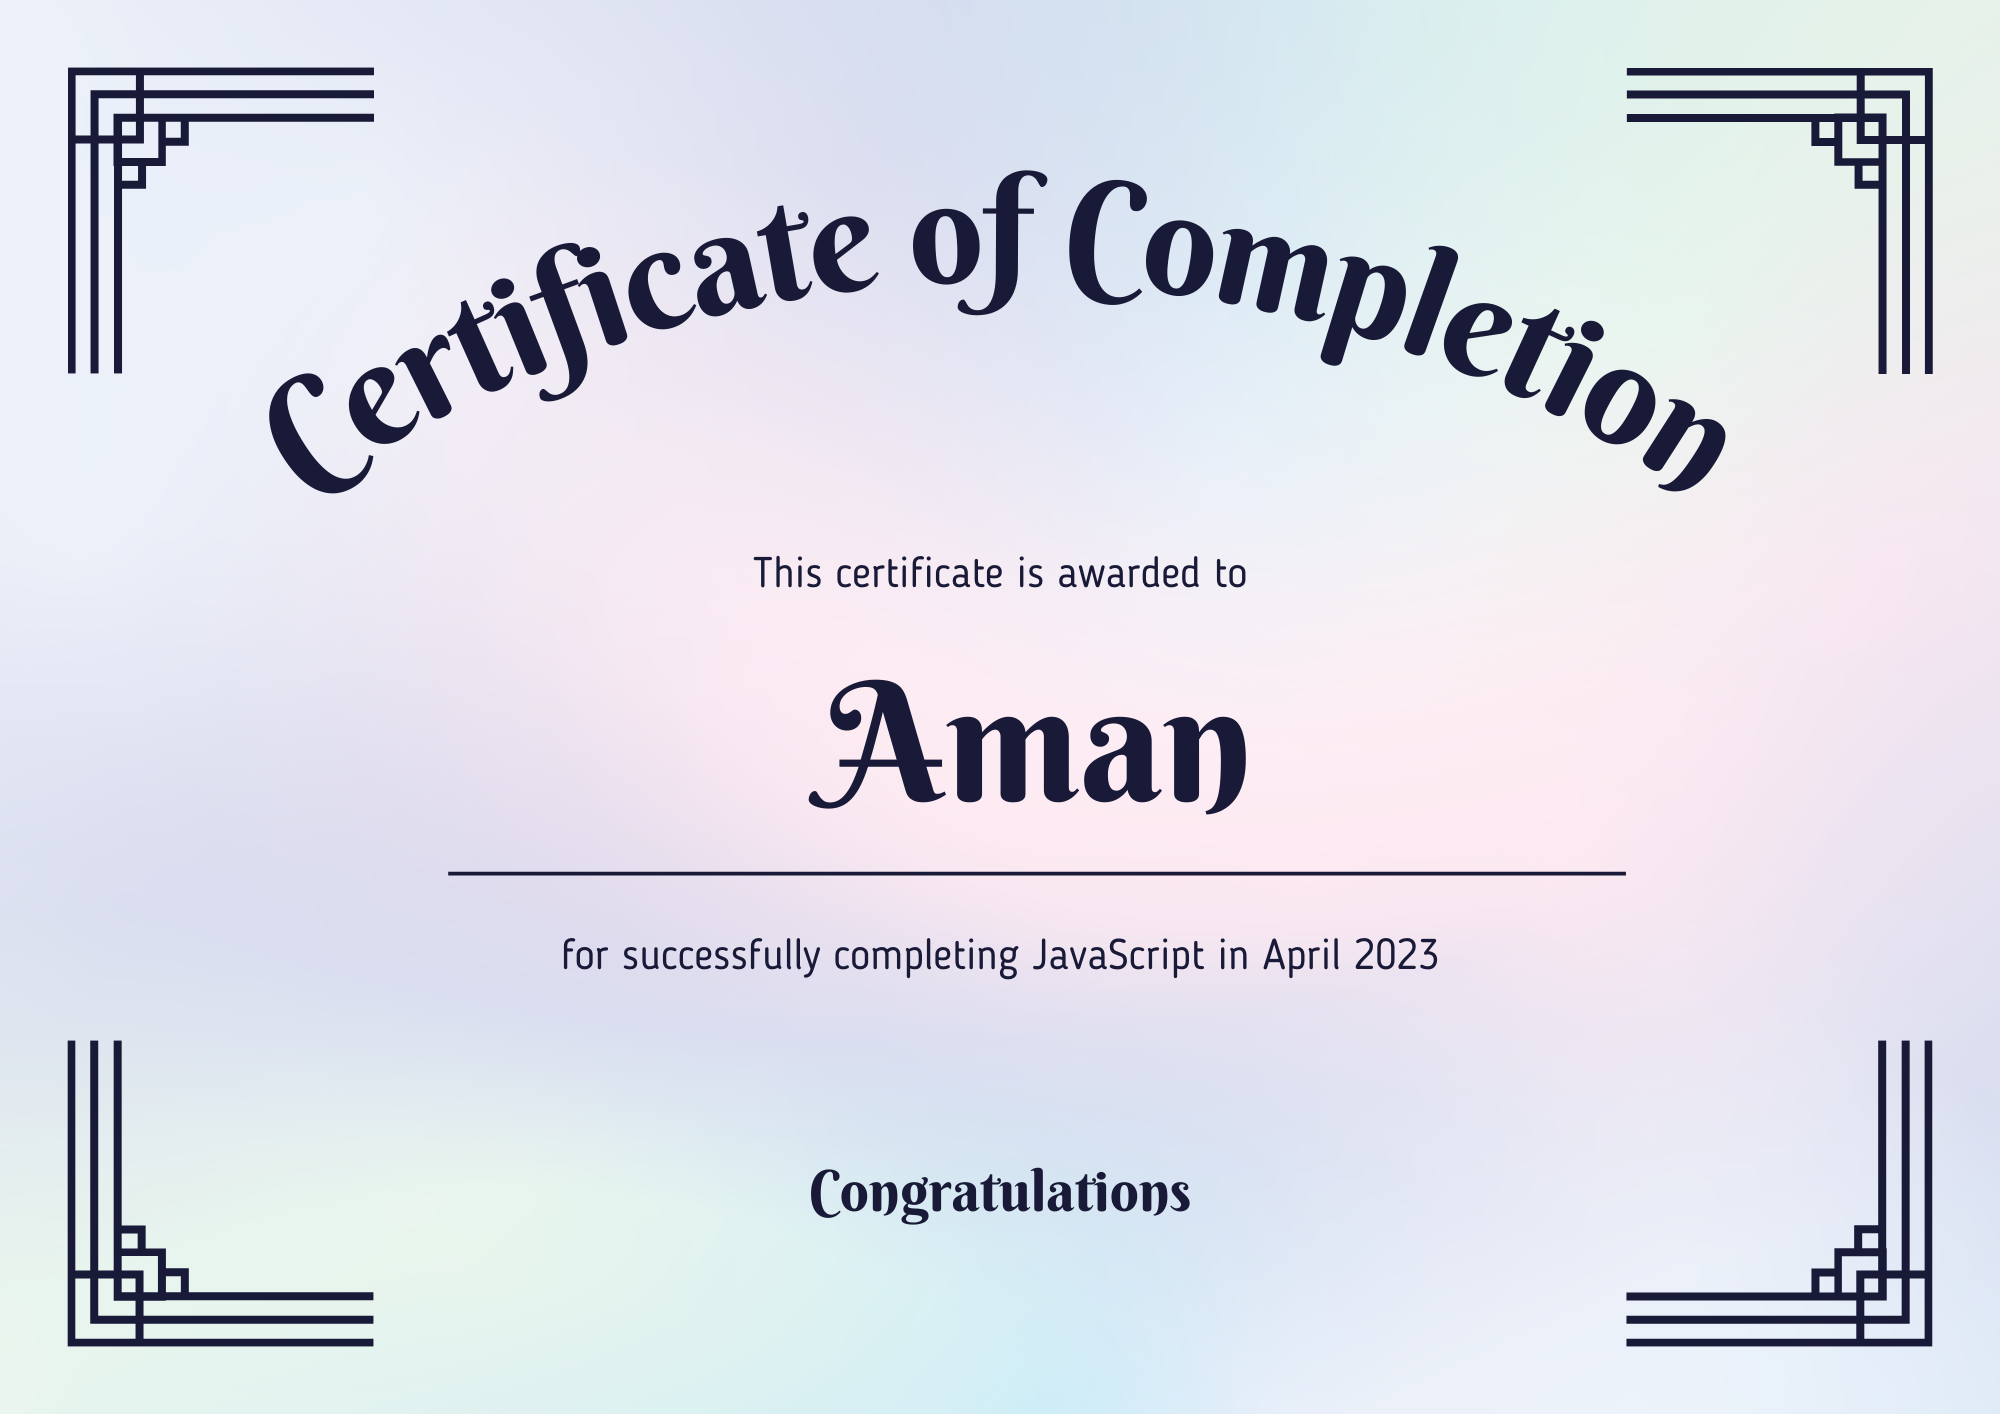 Certificate of Completion
This certificate is awarded to
Aman
for successfully completing JavaScript in April 2023
Congratulations